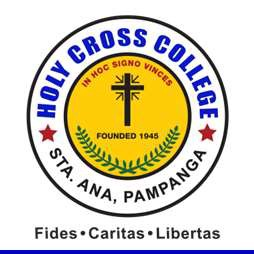 HOLY CROSS COLLEGE
IN HOC SIGNO VINCES
FOUNDED 1945
STA. ANA, PAMPANGA
Fides • Caritas • Libertas